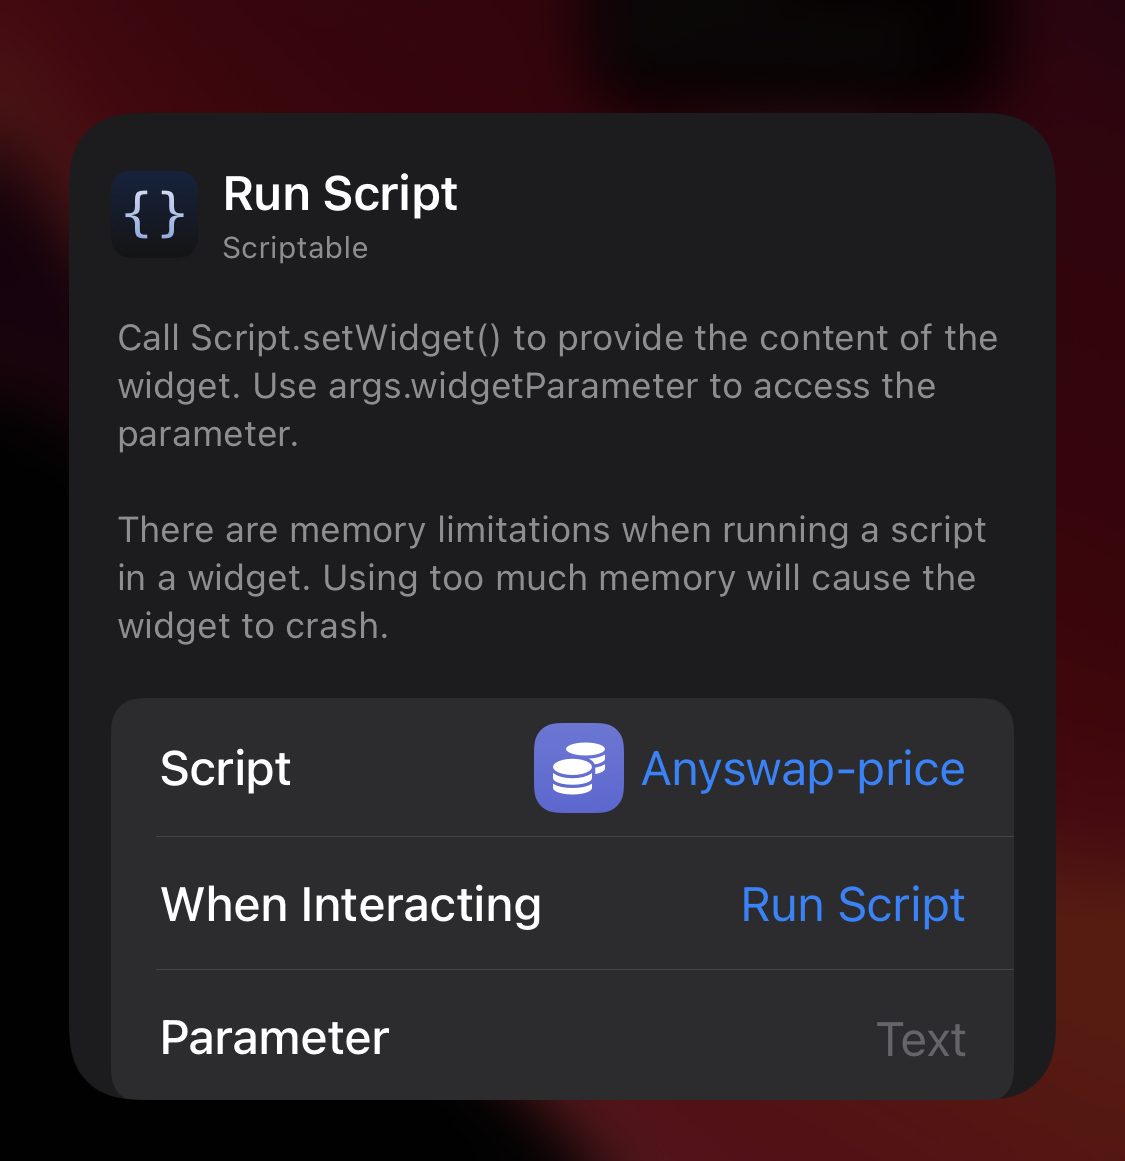 {}
Run Script
Scriptable
Call Script.setWidget() to provide the content of the
widget. Use args.widgetParameter to access the
parameter.
There are memory limitations when running a script
in a widget. Using too much memory will cause the
widget to crash.
Script Anyswap-price
When Interacting Run Script
Parameter Text